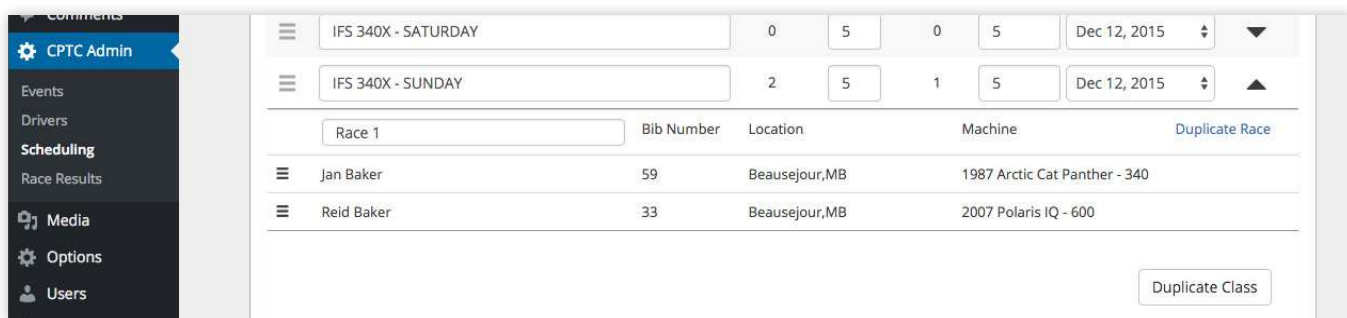 Comments
CPTC Admin
Events
Drivers
Scheduling
Race Results
Media
Options
Users
IFS 340X - SATURDAY 0 5 0 5 Dec 12, 2015
IFS 340X - SUNDAY 2 5 1 5 Dec 12, 2015
Race 1 Bib Number Location Machine Duplicate Race
Jan Baker 59 Beausejour,MB 1987 Arctic Cat Panther - 340
Reid Baker 33 Beausejour,MB 2007 Polaris IQ - 600
Duplicate Class